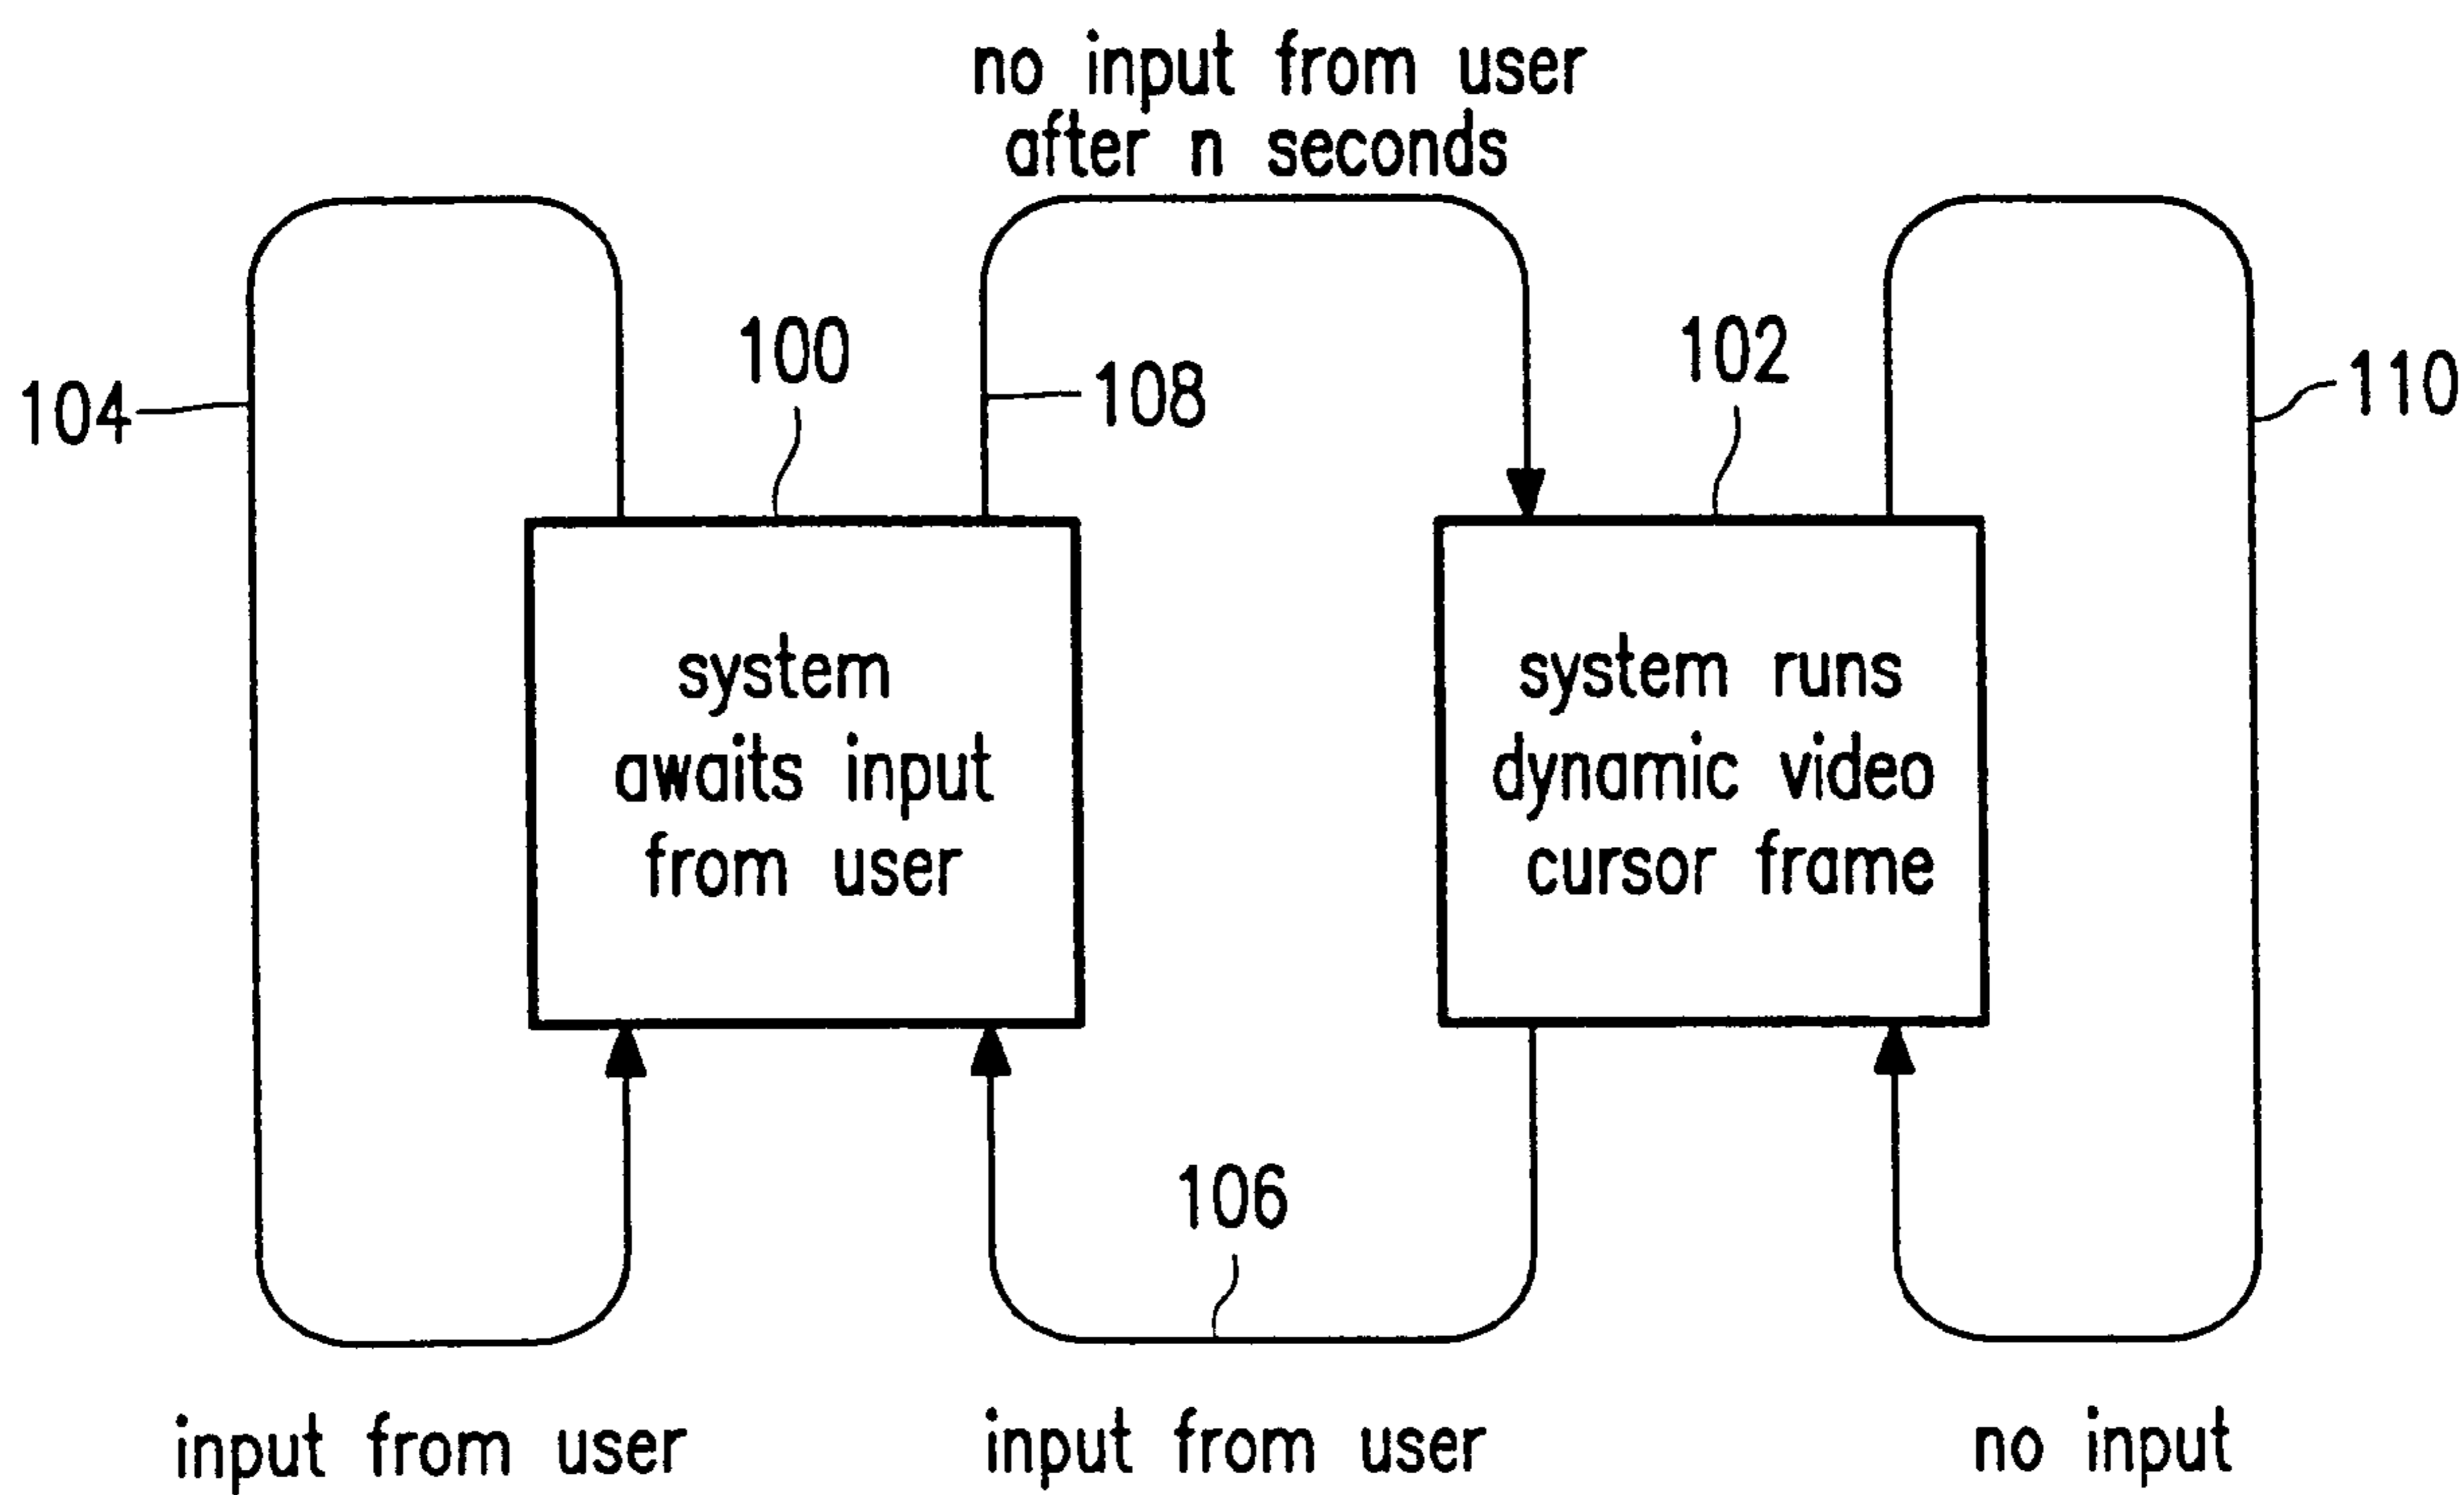 no input from user
after n seconds
104
100
108
102
110
system
awaits input
from user
system runs
dynamic video
cursor frame
106
input from user
input from user
no input